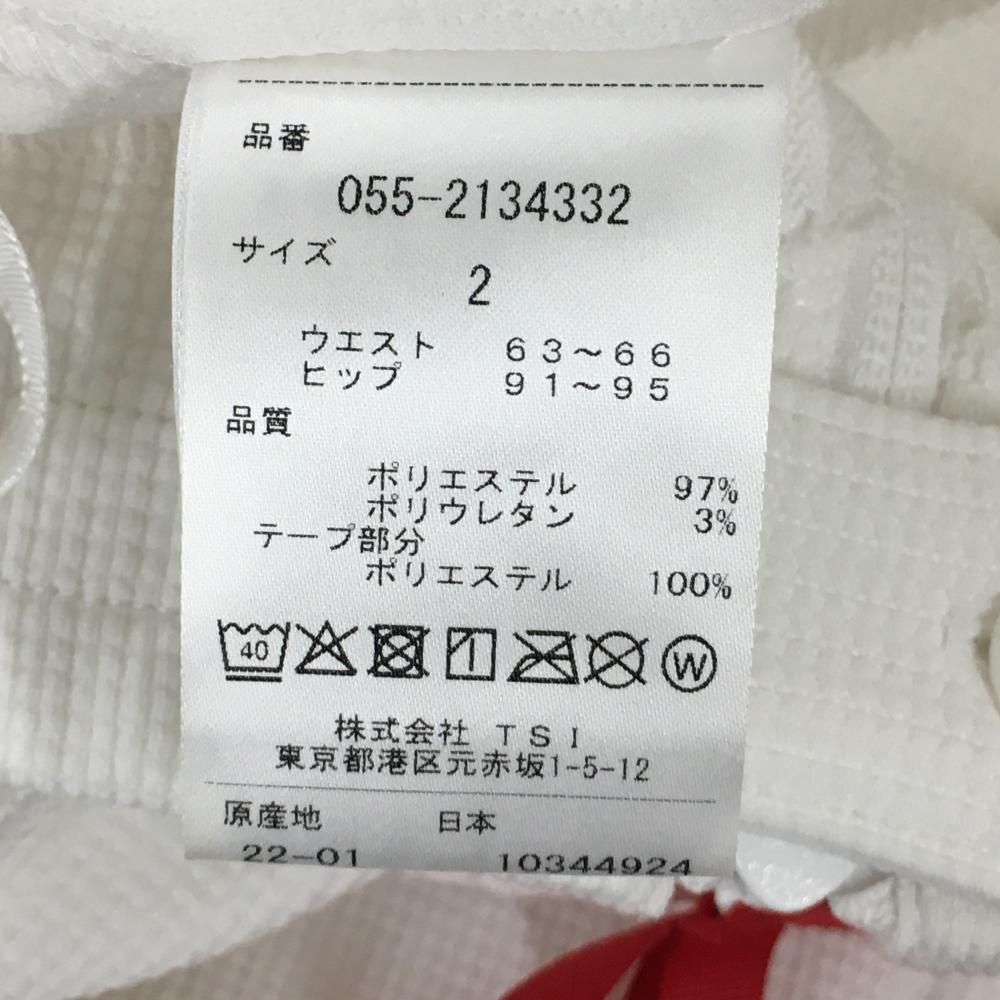 品番
055-2134332
サイズ
2
ウエスト 63～66
ヒップ 91～95
品質
ポリエステル 97%
ポリウレタン 3%
テープ部分
ポリエステル 100%
40 W
株式会社 TSI
東京都港区元赤坂1-5-12
原産地 日本
22-01 10344924